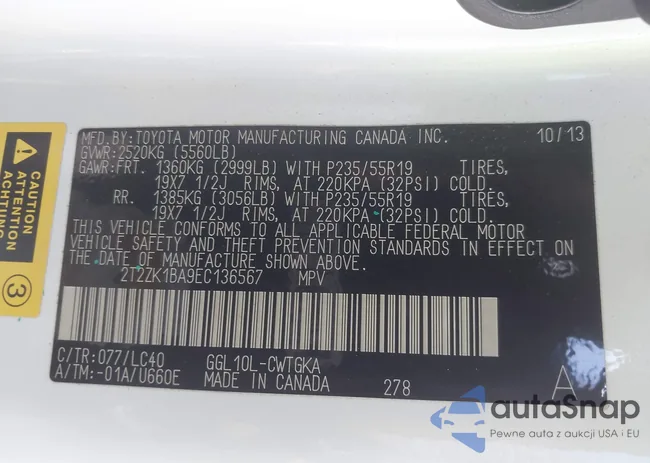 MFD.BY:TOYOTA MOTOR MANUFACTURING CANADA INC. 10/13
GVWR:2520KG (5560LB)
GAWR:FRT. 1360KG (2999LB) WITH P235/55R19 TIRES,
19X7 1/2J RIMS, AT 220KPA (32PSI) COLD.
RR. 1385KG (3056LB) WITH P235/55R19 TIRES,
19X7 1/2J RIMS, AT 220KPA (32PSI) COLD.
THIS VEHICLE CONFORMS TO ALL APPLICABLE FEDERAL MOTOR
VEHICLE SAFETY AND THEFT PREVENTION STANDARDS IN EFFECT ON
THE DATE OF MANUFACTURE SHOWN ABOVE.
2T2ZK1BA9EC136567 MPV
C/TR:077/LC40 GGL10L-CWTGKA
A/TM:-01A/U660E MADE IN CANADA 278 A
CAUTION
ATTENTION
ACHTUNG
3
autaSnap
Pewne auta z aukcji USA i EU